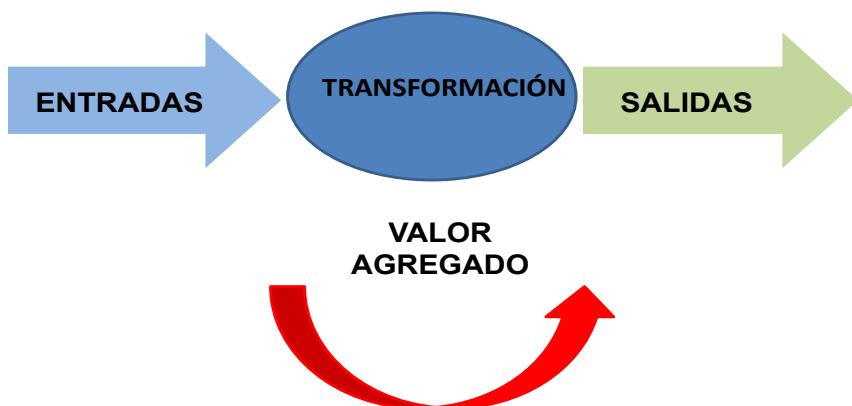 ENTRADAS
TRANSFORMACIÓN
SALIDAS
VALOR
AGREGADO